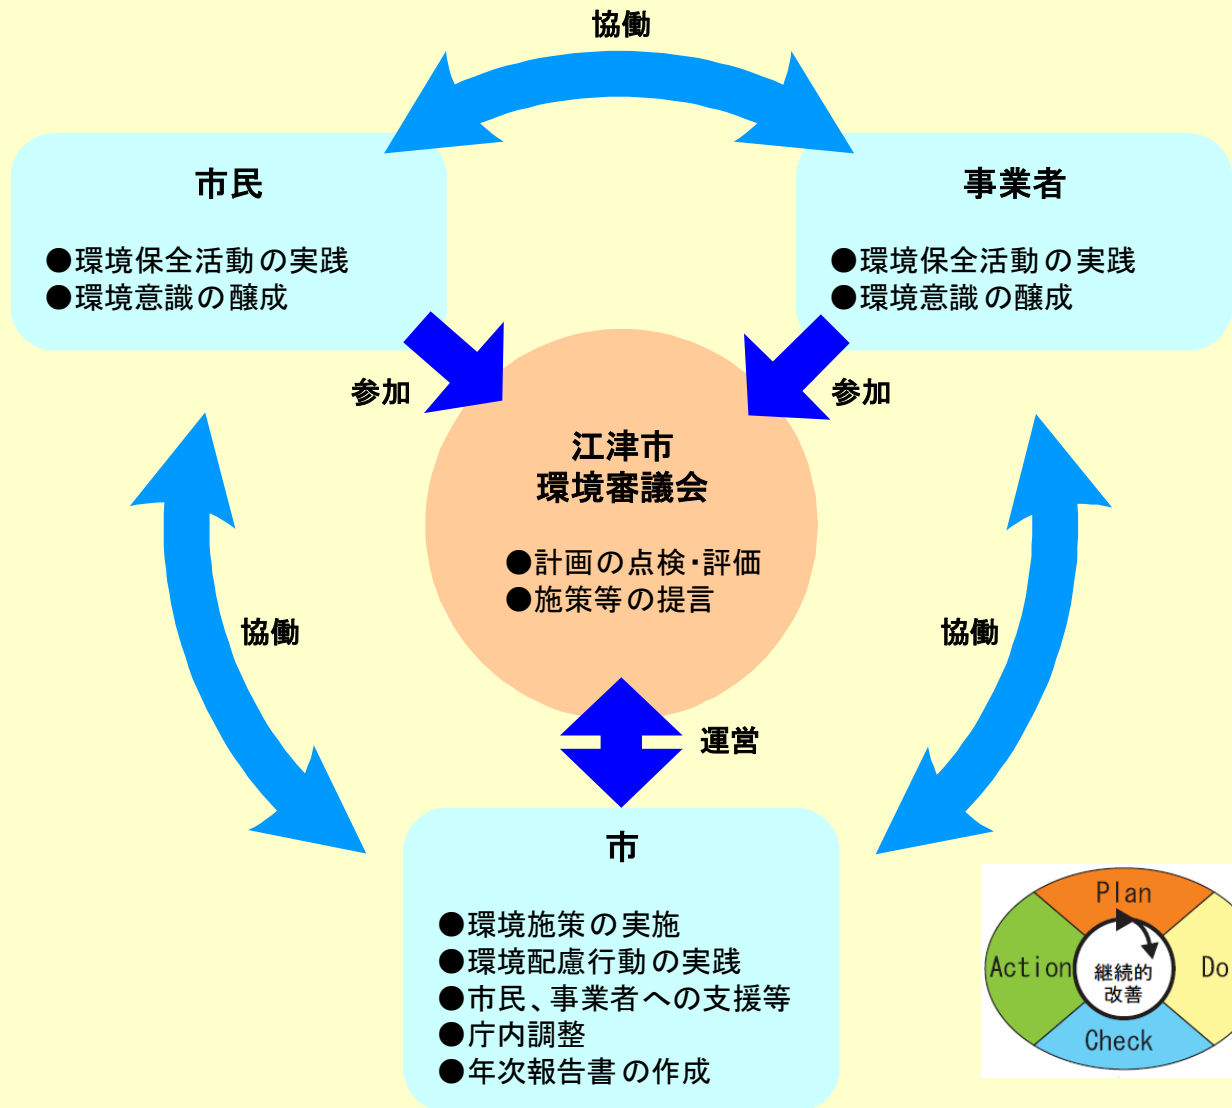 協働
市民
●環境保全活動の実践
●環境意識の醸成
事業者
●環境保全活動の実践
●環境意識の醸成
参加
参加
江津市
環境審議会
●計画の点検・評価
●施策等の提言
協働
協働
運営
市
●環境施策の実施
●環境配慮行動の実践
●市民、事業者への支援等
●庁内調整
●年次報告書の作成
Plan
Action
継続的
改善
Do
Check